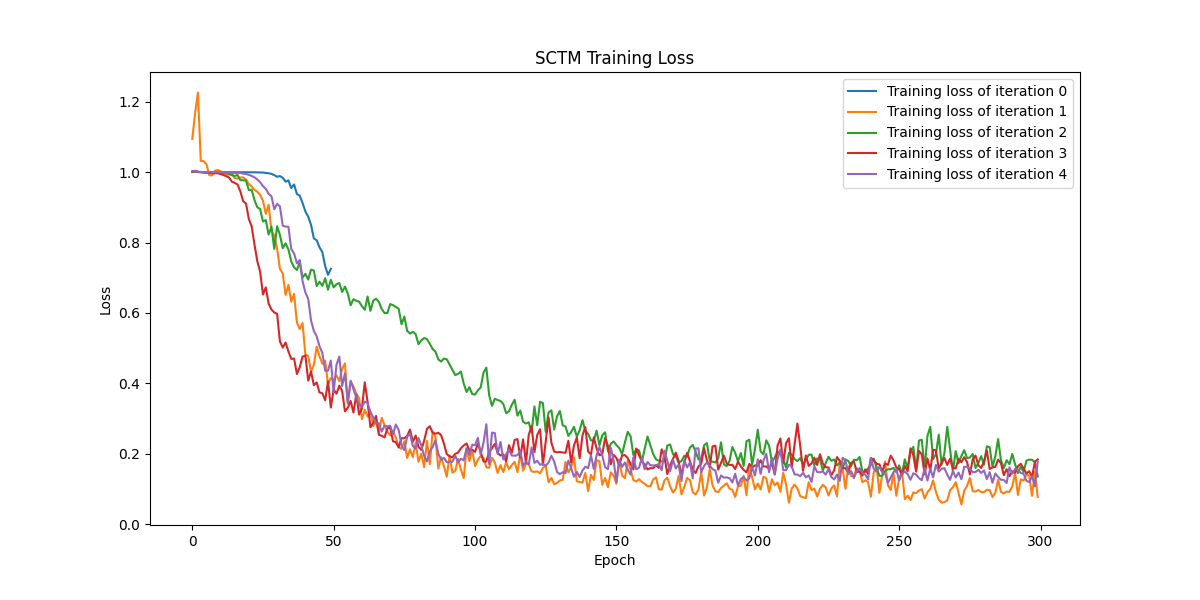 SCTM Training Loss
Training loss of iteration 0
Training loss of iteration 1
Training loss of iteration 2
Training loss of iteration 3
Training loss of iteration 4
1.2
1.0
0.8
0.6
0.4
0.2
0.0
Loss
0 50 100 150 200 250 300
Epoch